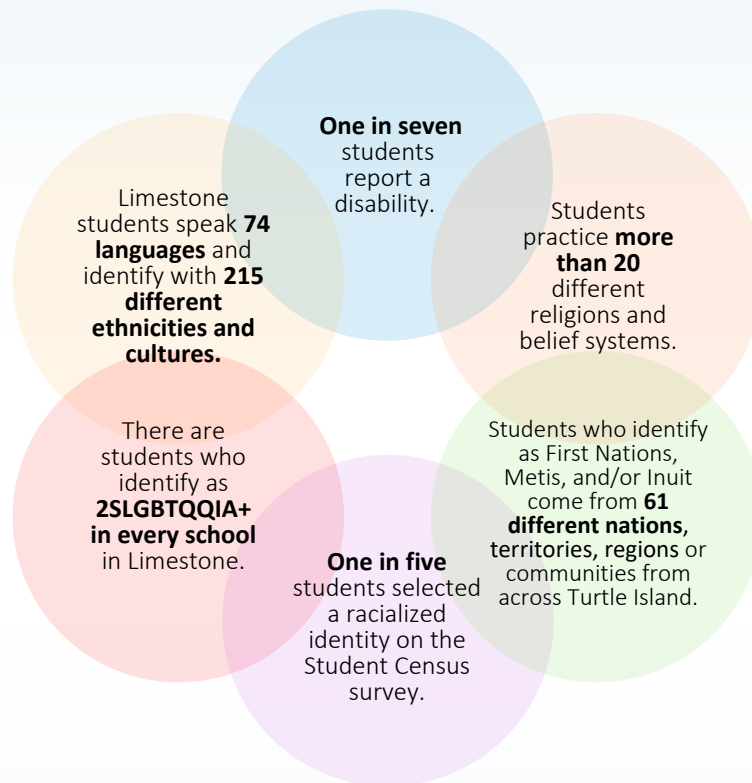 One in seven
students
report a
disability.
Limestone
students speak 74
languages and
identify with 215
different
ethnicities and
cultures.
Students
practice more
than 20
different
religions and
belief systems.
There are
students who
identify as
2SLGBTQQIA+
in every school
in Limestone.
Students who identify
as First Nations,
Metis, and/or Inuit
come from 61
different nations,
territories, regions or
communities from
across Turtle Island.
One in five
students selected
a racialized
identity on the
Student Census
survey.